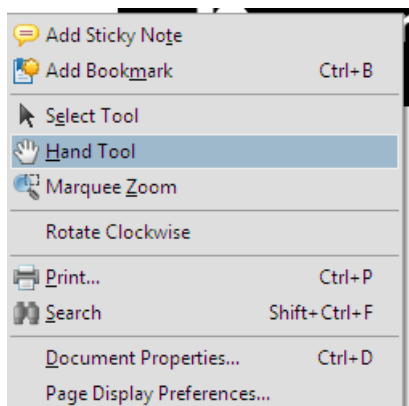 Add Sticky Note
Add Bookmark Ctrl+B
Select Tool
Hand Tool
Marquee Zoom
Rotate Clockwise
Print... Ctrl+P
Search Shift+Ctrl+F
Document Properties... Ctrl+D
Page Display Preferences...